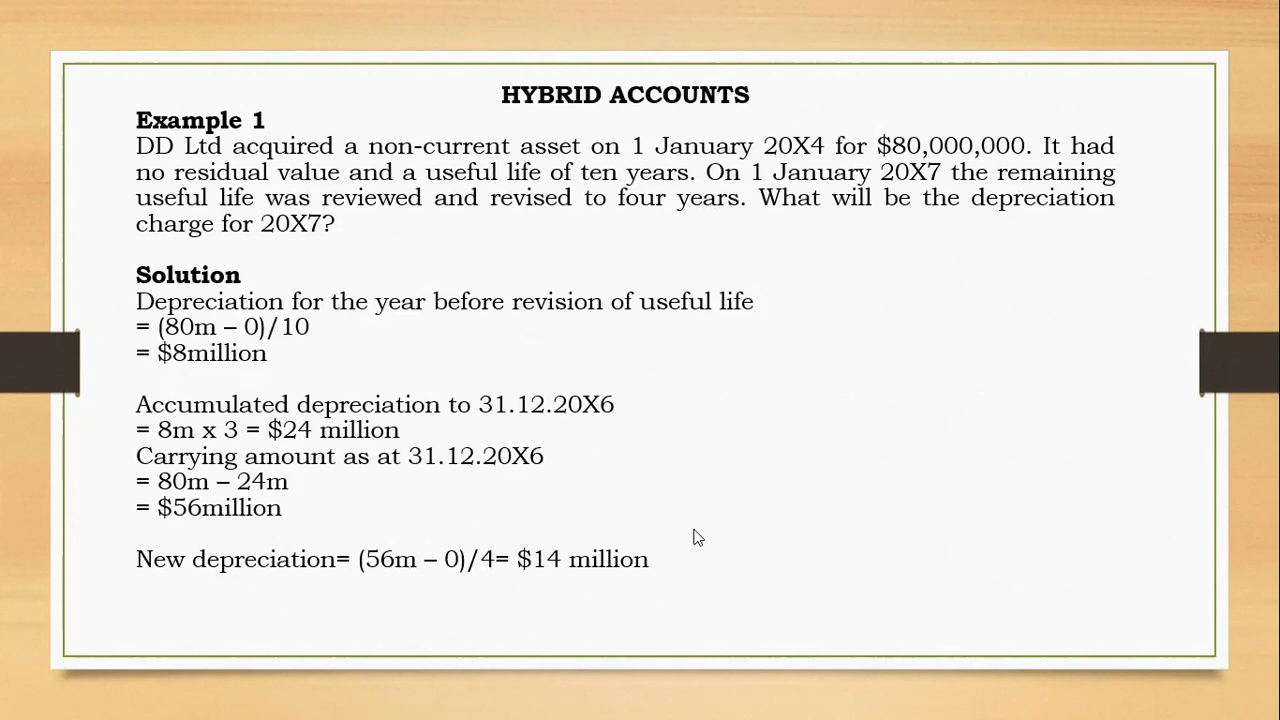 HYBRID ACCOUNTS
Example 1
DD Ltd acquired a non-current asset on 1 January 20X4 for $80,000,000. It had
no residual value and a useful life of ten years. On 1 January 20X7 the remaining
useful life was reviewed and revised to four years. What will be the depreciation
charge for 20X7?
Solution
Depreciation for the year before revision of useful life
= (80m – 0)/10
= $8million
Accumulated depreciation to 31.12.20X6
= 8m x 3 = $24 million
Carrying amount as at 31.12.20X6
= 80m – 24m
= $56million
New depreciation= (56m – 0)/4= $14 million